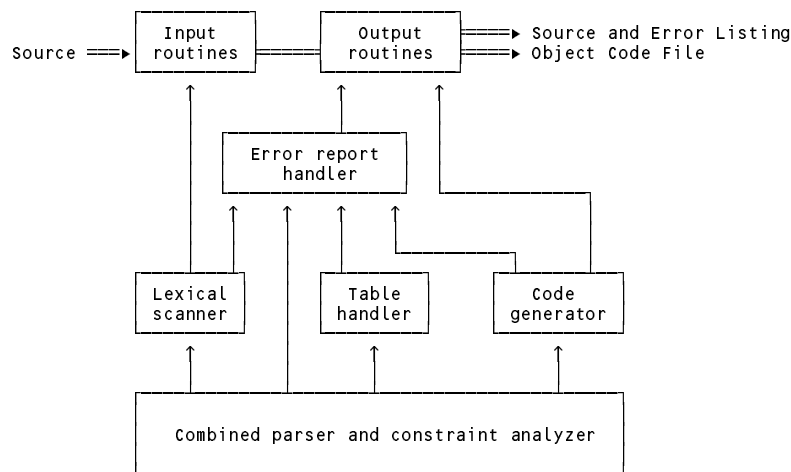 Input
routines
Output
routines
Source and Error Listing
Source
Object Code File
Error report
handler
Lexical
scanner
Table
handler
Code
generator
Combined parser and constraint analyzer